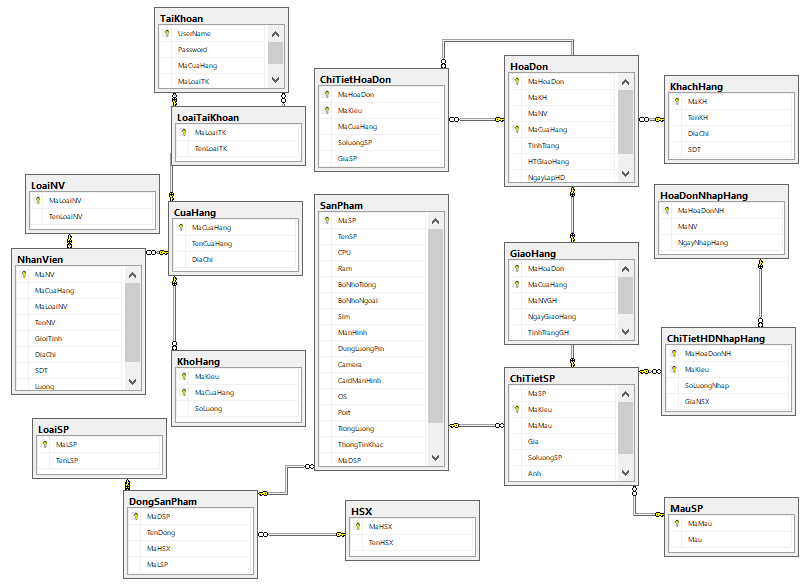 TaiKhoan
UserName
Password
MaCuaHang
MaLoaiTK
LoaiTaiKhoan
MaLoaiTK
TenLoaiTK
ChiTietHoaDon
MaHoaDon
MaKieu
MaCuaHang
SoluongSP
GiaSP
HoaDon
MaHoaDon
MaKH
MaNV
MaCuaHang
TinhTrang
HTGiaoHang
NgayLapHD
KhachHang
MaKH
TenKH
DiaChi
SDT
LoaiNV
MaLoaiNV
TenLoaiNV
CuaHang
MaCuaHang
TenCuaHang
DiaChi
SanPham
MaSP
TenSP
CPU
Ram
BoNhoTrong
BoNhoNgoai
Sim
ManHinh
DungLuongPin
Camera
CardManHinh
OS
Port
TrongLuong
ThongTinKhac
MaDSP
HoaDonNhapHang
MaHoaDonNH
MaNV
NgayNhapHang
NhanVien
MaNV
MaCuaHang
MaLoaiNV
TenNV
GioiTinh
DiaChi
SDT
Luong
GiaoHang
MaHoaDon
MaCuaHang
MaNVGH
NgayGiaoHang
TinhTrangGH
ChiTietHDNhapHang
MaHoaDonNH
MaKieu
SoLuongNhap
GiaNSX
KhoHang
MaKieu
MaCuaHang
SoLuong
ChiTietSP
MaSP
MaKieu
MaMau
Gia
SoluongSP
Anh
LoaiSP
MaLSP
TenLSP
DongSanPham
MaDSP
TenDong
MaHSX
MaLSP
HSX
MaHSX
TenHSX
MauSP
MaMau
Mau